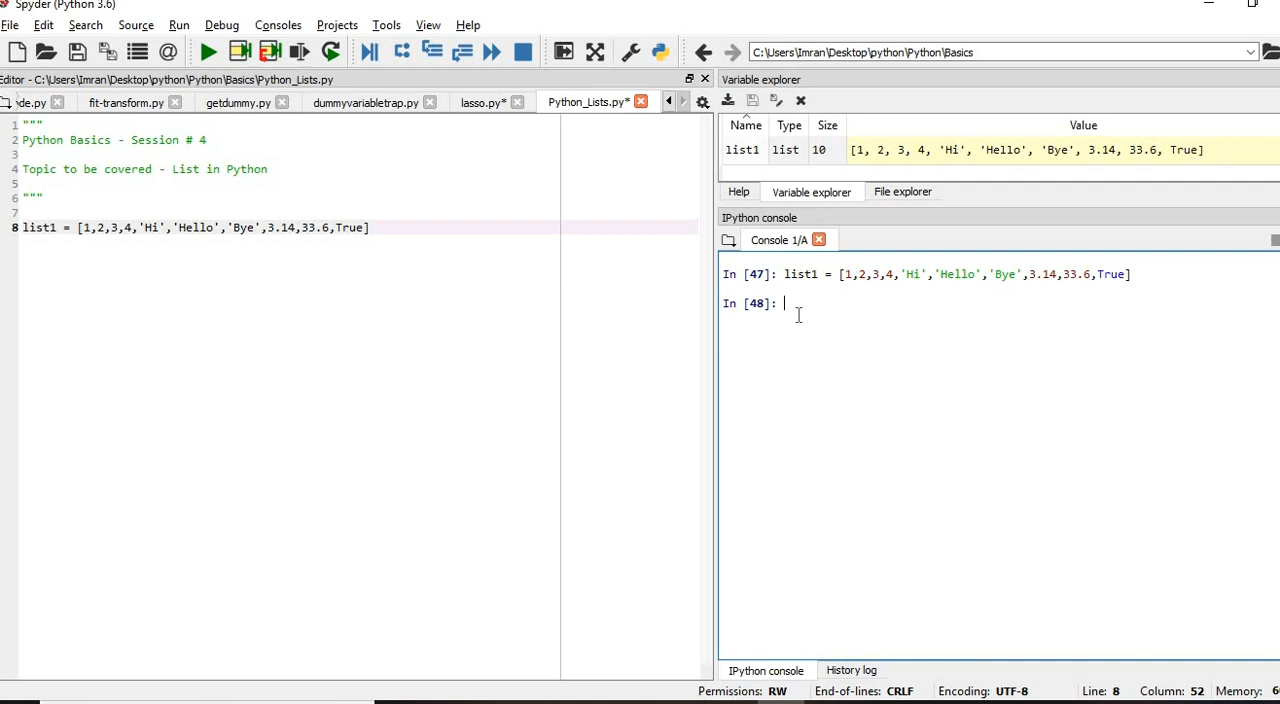 Spyder (Python 3.6)
File Edit Search Source Run Debug Consoles Projects Tools View Help
C:\Users\Imran\Desktop\python\Python\Basics
Editor - C:\Users\Imran\Desktop\python\Python\Basics\Python_Lists.py
de.py fit-transform.py getdummy.py dummyvariabletrap.py lasso.py* Python_Lists.py*
1 """
2 Python Basics - Session # 4
3
4 Topic to be covered - List in Python
5
6 """
7
8 list1 = [1,2,3,4,'Hi','Hello','Bye',3.14,33.6,True]
Variable explorer
Name Type Size Value
list1 list 10 [1, 2, 3, 4, 'Hi', 'Hello', 'Bye', 3.14, 33.6, True]
Help Variable explorer File explorer
IPython console
Console 1/A
In [47]: list1 = [1,2,3,4,'Hi','Hello','Bye',3.14,33.6,True]
In [48]:
IPython console History log
Permissions: RW End-of-lines: CRLF Encoding: UTF-8 Line: 8 Column: 52 Memory: